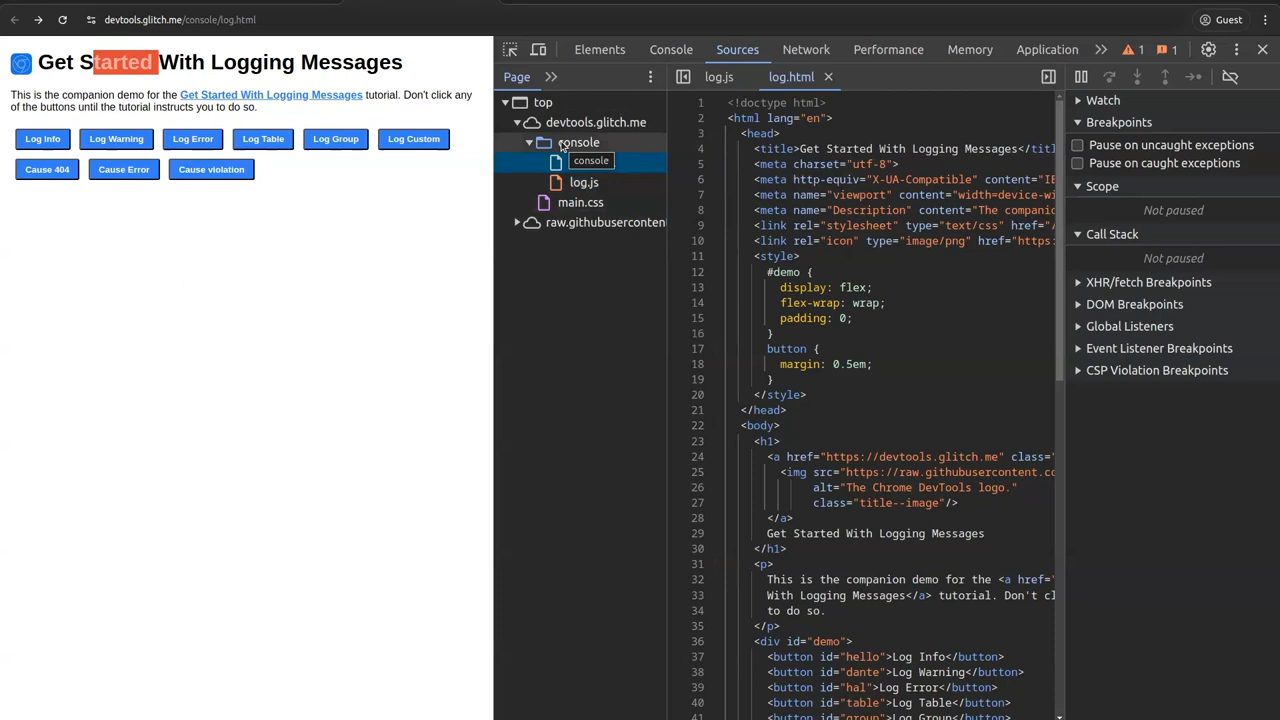 devtools.glitch.me/console/log.html
Guest
Get Started With Logging Messages
This is the companion demo for the Get Started With Logging Messages tutorial. Don't click any
of the buttons until the tutorial instructs you to do so.
Log Info
Log Warning
Log Error
Log Table
Log Group
Log Custom
Cause 404
Cause Error
Cause violation
Elements
Console
Sources
Network
Performance
Memory
Application
1
1
Page
log.js
log.html
top
devtools.glitch.me
console
console
log.js
main.css
raw.githubusercontent
1 <!doctype html>
2 <html lang="en">
3 <head>
4 <title>Get Started With Logging Messages</titl
5 <meta charset="utf-8">
6 <meta http-equiv="X-UA-Compatible" content="IE
7 <meta name="viewport" content="width=device-wi
8 <meta name="Description" content="The companio
9 <link rel="stylesheet" type="text/css" href="/
10 <link rel="icon" type="image/png" href="https:
11 <style>
12 #demo {
13 display: flex;
14 flex-wrap: wrap;
15 padding: 0;
16 }
17 button {
18 margin: 0.5em;
19 }
20 </style>
21 </head>
22 <body>
23 <h1>
24 <a href="https://devtools.glitch.me" class="
25 <img src="https://raw.githubusercontent.co
26 alt="The Chrome DevTools logo."
27 class="title--image"/>
28 </a>
29 Get Started With Logging Messages
30 </h1>
31 <p>
32 This is the companion demo for the <a href="
33 With Logging Messages</a> tutorial. Don't cl
34 to do so.
35 </p>
36 <div id="demo">
37 <button id="hello">Log Info</button>
38 <button id="dante">Log Warning</button>
39 <button id="hal">Log Error</button>
40 <button id="table">Log Table</button>
41 <button id="group">Log Group</button>
Watch
Breakpoints
Pause on uncaught exceptions
Pause on caught exceptions
Scope
Not paused
Call Stack
Not paused
XHR/fetch Breakpoints
DOM Breakpoints
Global Listeners
Event Listener Breakpoints
CSP Violation Breakpoints